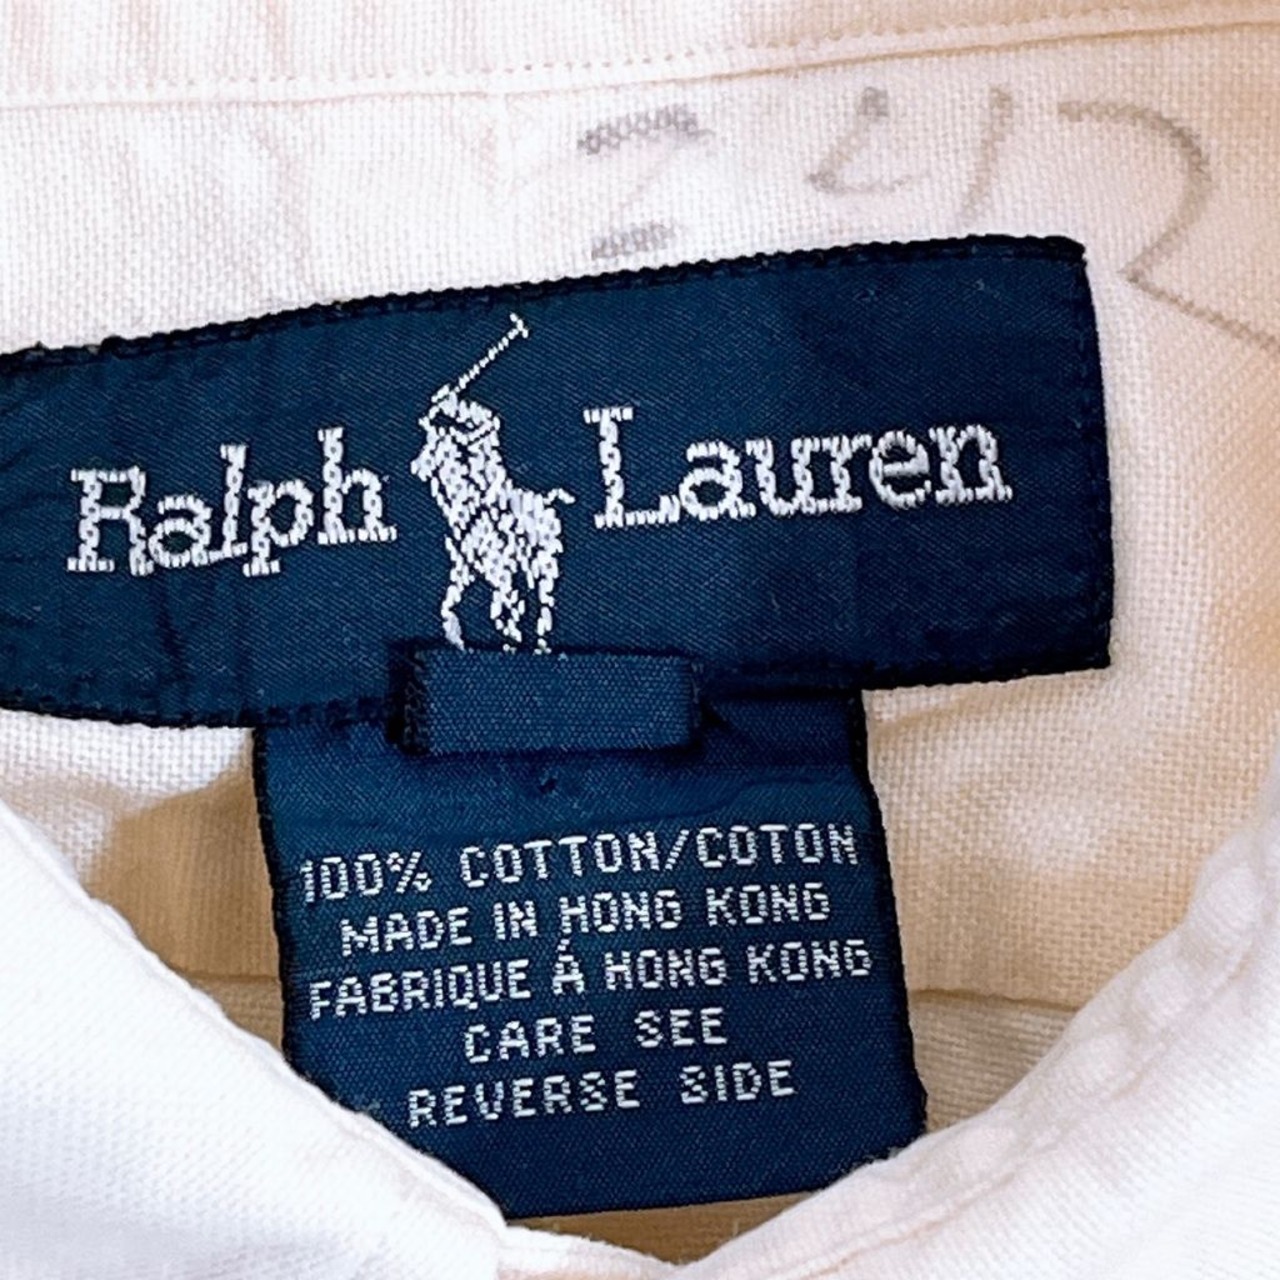 Ralph Lauren
100% COTTON/COTON
MADE IN HONG KONG
FABRIQUE Á HONG KONG
CARE SEE
REVERSE SIDE